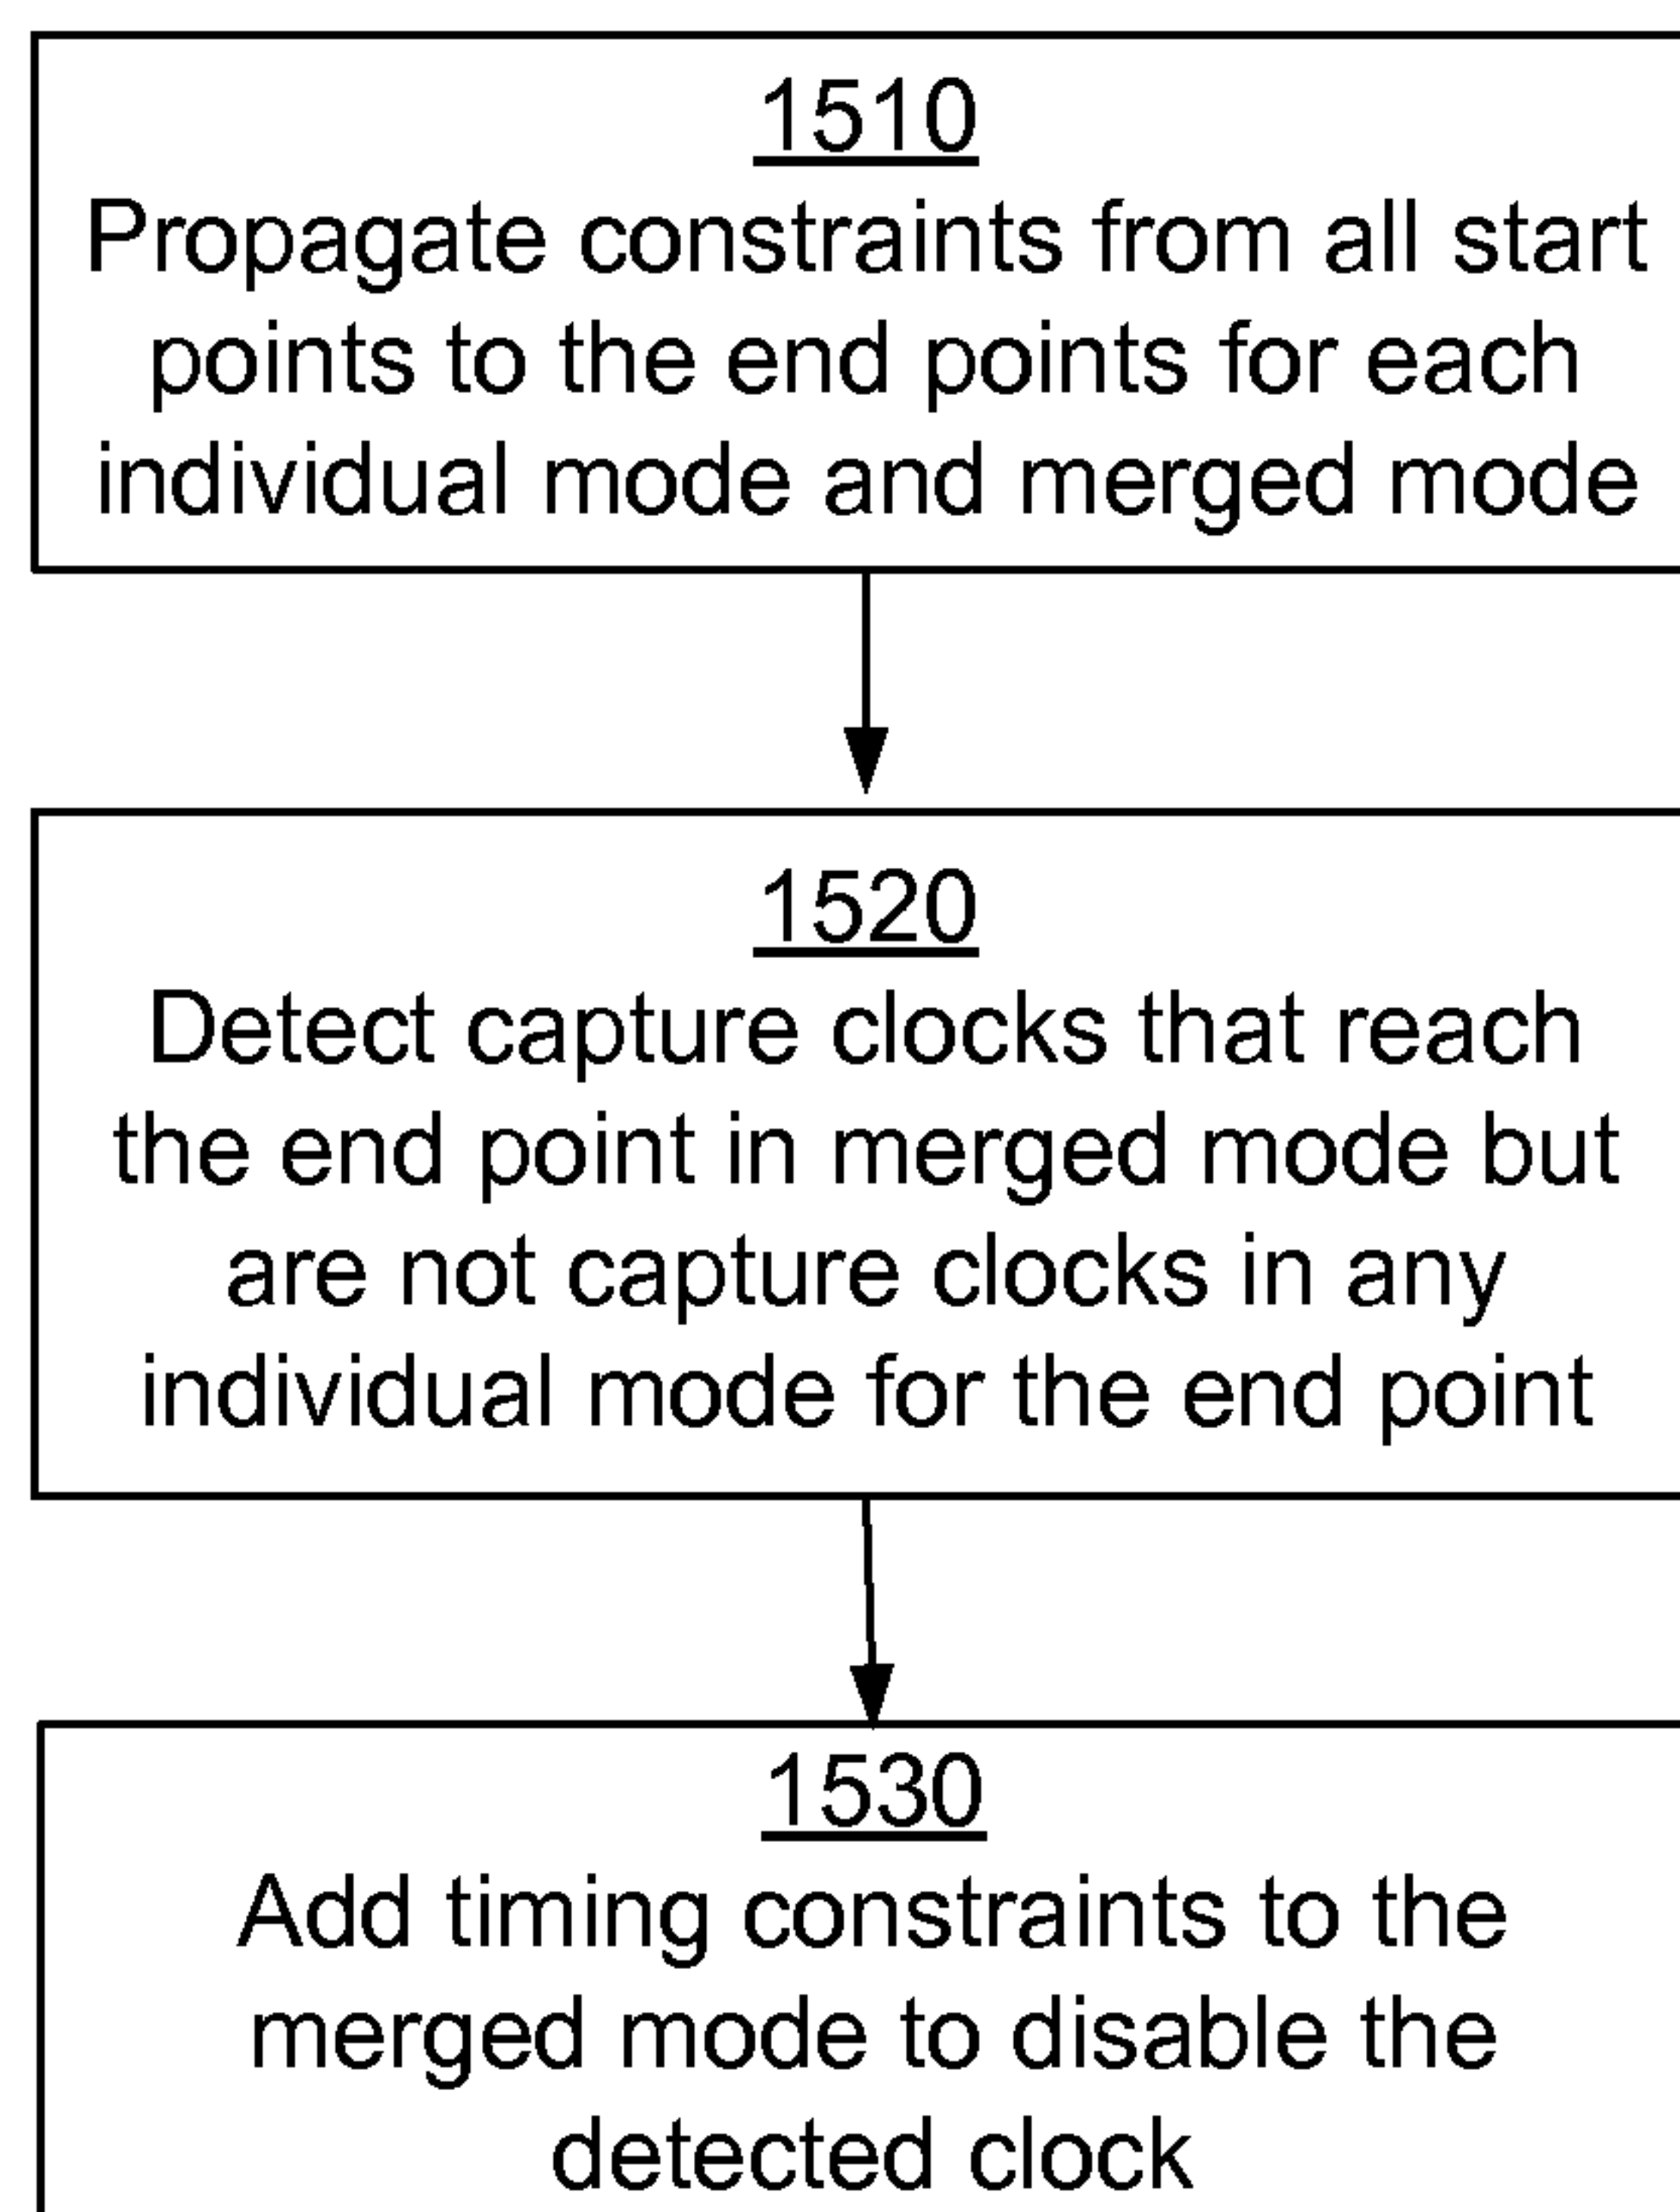 1510
Propagate constraints from all start
points to the end points for each
individual mode and merged mode
1520
Detect capture clocks that reach
the end point in merged mode but
are not capture clocks in any
individual mode for the end point
1530
Add timing constraints to the
merged mode to disable the
detected clock